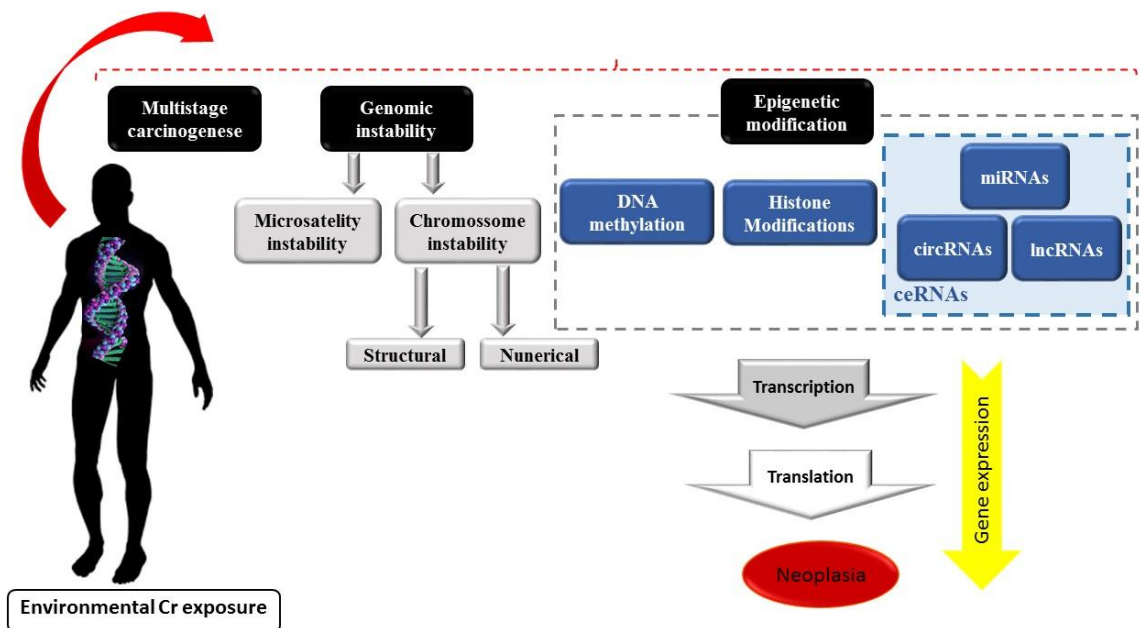 Multistage
carcinogenese
Genomic
instability
Epigenetic
modification
Microsatelity
instability
Chromossome
instability
Structural
Nunerical
DNA
methylation
Histone
Modifications
miRNAs
circRNAs
lncRNAs
ceRNAs
Transcription
Translation
Neoplasia
Gene expression
Environmental Cr exposure